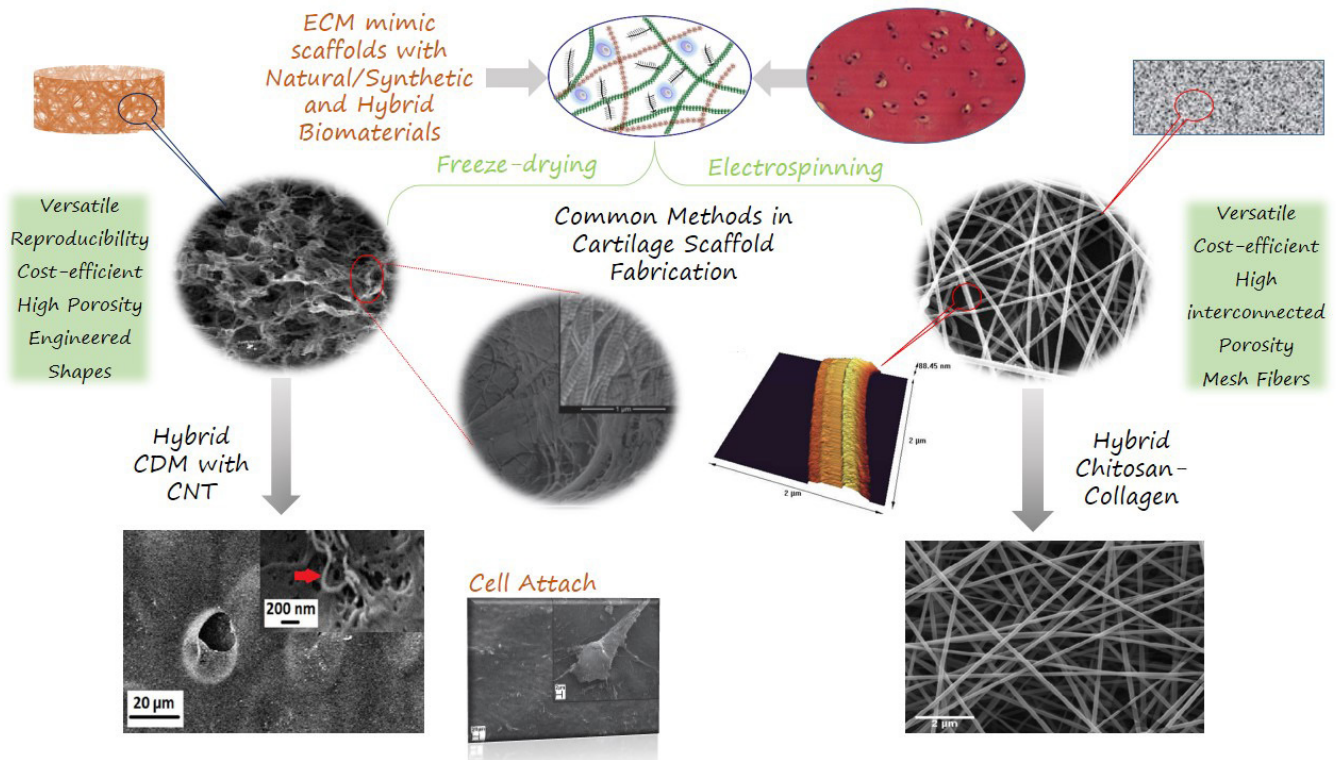 ECM mimic
scaffolds with
Natural/Synthetic
and Hybrid
Biomaterials
Freeze-drying
Electrospinning
Common Methods in
Cartilage Scaffold
Fabrication
Versatile
Reproducibility
Cost-efficient
High Porosity
Engineered
Shapes
Versatile
Cost-efficient
High
interconnected
Porosity
Mesh Fibers
1 µm
88.45 nm
2 µm
2 µm
Hybrid
CDM with
CNT
Hybrid
Chitosan-
Collagen
200 nm
20 µm
Cell Attach
2 µm